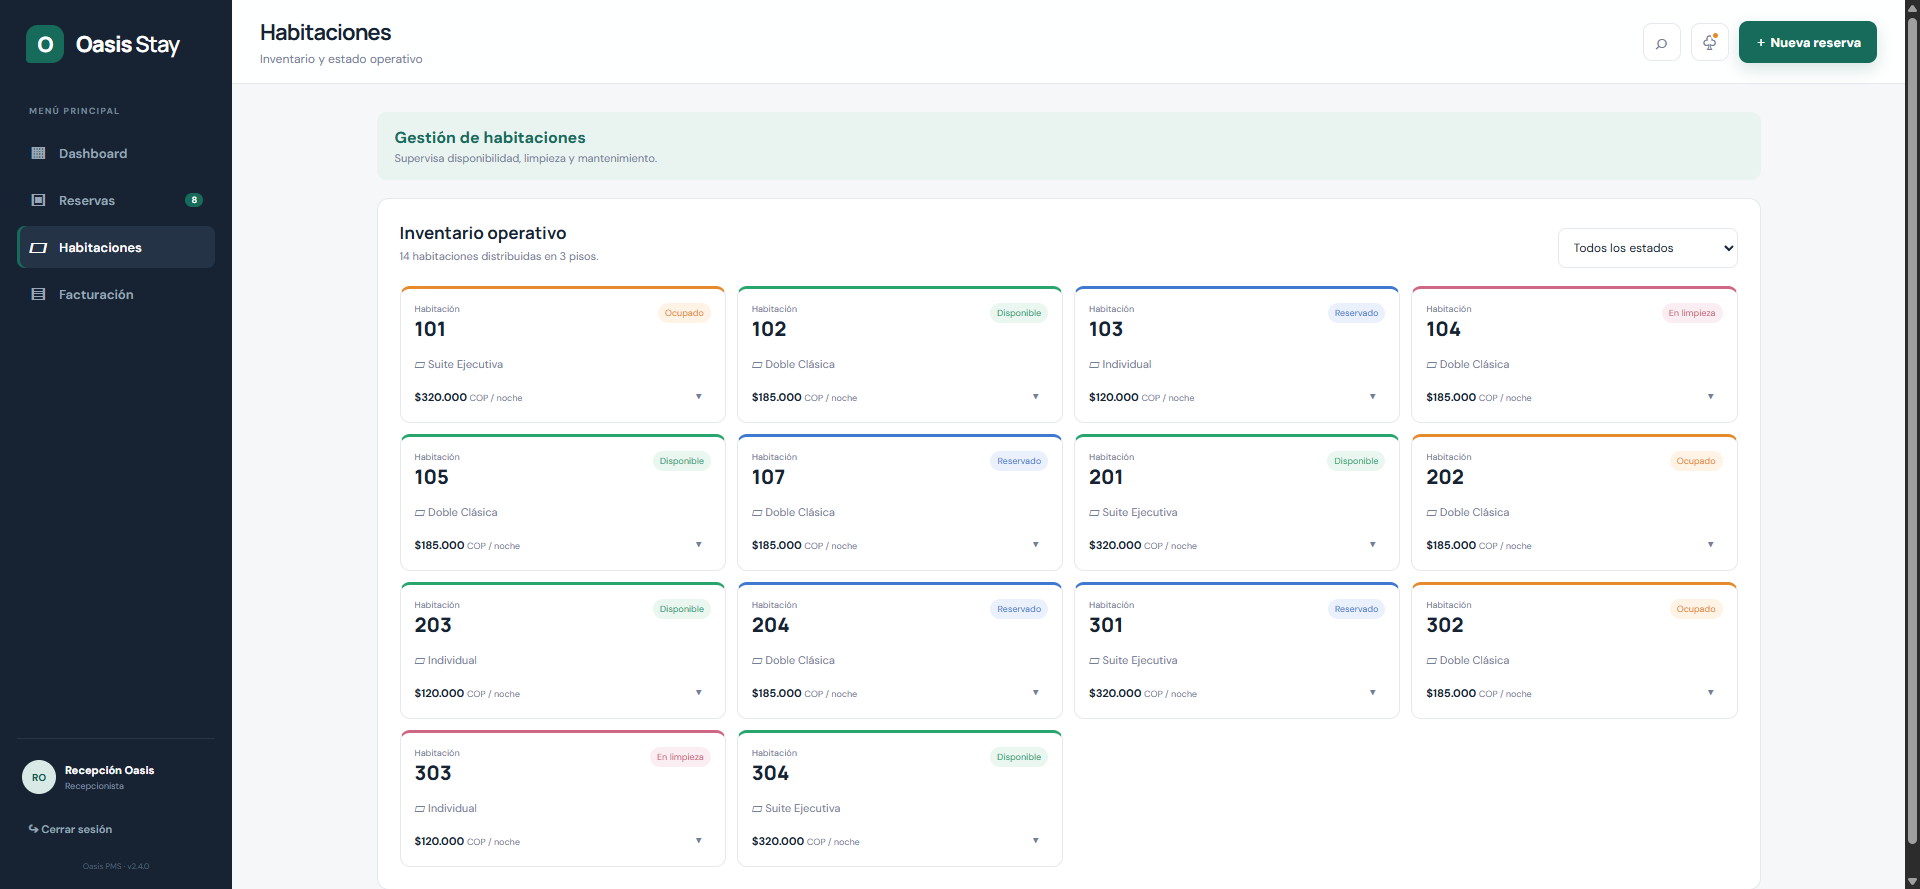 O Oasis Stay
MENÚ PRINCIPAL
Dashboard
Reservas 8
Habitaciones
Facturación
RO Recepción Oasis
Recepcionista
Cerrar sesión
Oasis PMS · v2.4.0
Habitaciones
Inventario y estado operativo
+ Nueva reserva
Gestión de habitaciones
Supervisa disponibilidad, limpieza y mantenimiento.
Inventario operativo
14 habitaciones distribuidas en 3 pisos.
Todos los estados
Habitación
101
Ocupado
Suite Ejecutiva
$320.000 COP / noche
Habitación
102
Disponible
Doble Clásica
$185.000 COP / noche
Habitación
103
Reservado
Individual
$120.000 COP / noche
Habitación
104
En limpieza
Doble Clásica
$185.000 COP / noche
Habitación
105
Disponible
Doble Clásica
$185.000 COP / noche
Habitación
107
Reservado
Doble Clásica
$185.000 COP / noche
Habitación
201
Disponible
Suite Ejecutiva
$320.000 COP / noche
Habitación
202
Ocupado
Doble Clásica
$185.000 COP / noche
Habitación
203
Disponible
Individual
$120.000 COP / noche
Habitación
204
Reservado
Doble Clásica
$185.000 COP / noche
Habitación
301
Reservado
Suite Ejecutiva
$320.000 COP / noche
Habitación
302
Ocupado
Doble Clásica
$185.000 COP / noche
Habitación
303
En limpieza
Individual
$120.000 COP / noche
Habitación
304
Disponible
Suite Ejecutiva
$320.000 COP / noche